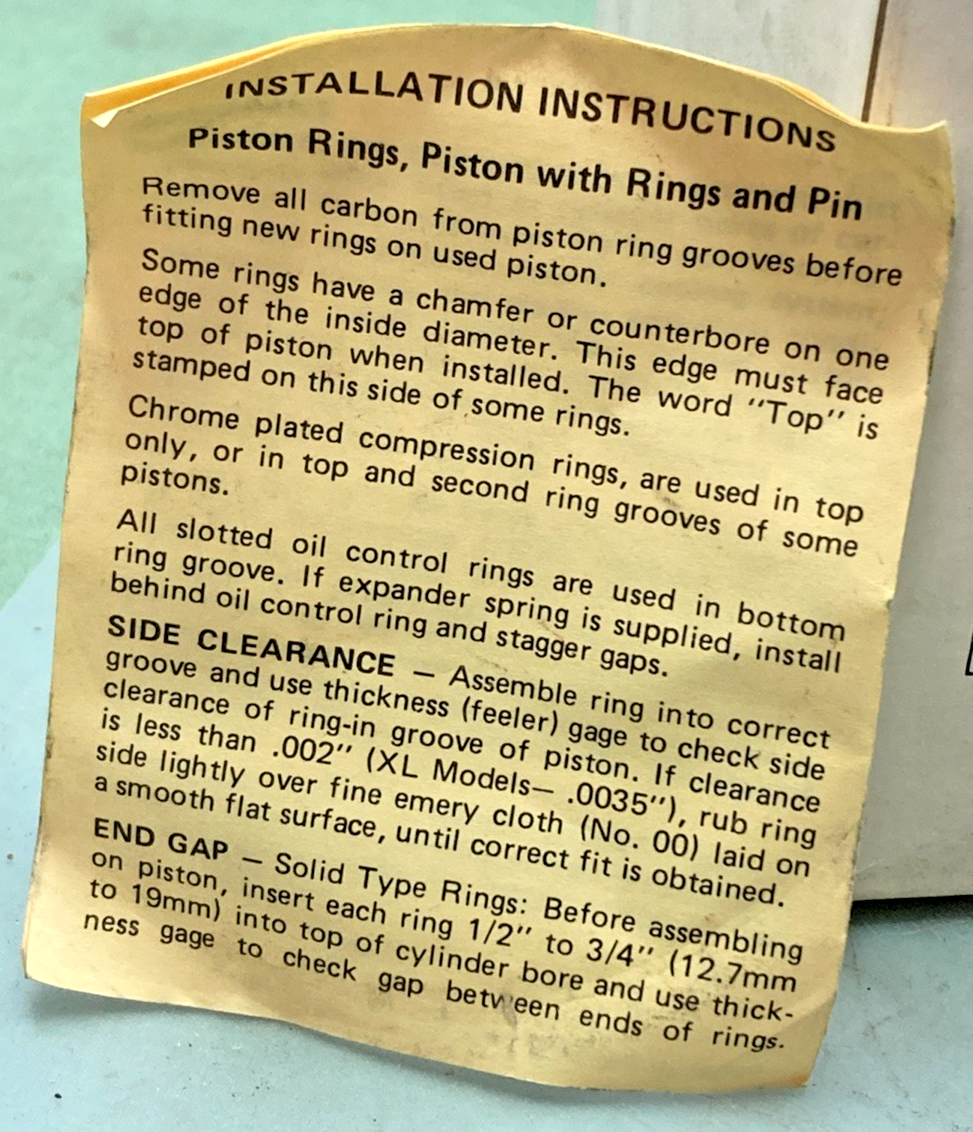 INSTALLATION INSTRUCTIONS
Piston Rings, Piston with Rings and Pin
Remove all carbon from piston ring grooves before
fitting new rings on used piston.
Some rings have a chamfer or counterbore on one
edge of the inside diameter. This edge must face
top of piston when installed. The word "Top" is
stamped on this side of some rings.
Chrome plated compression rings, are used in top
only, or in top and second ring grooves of some
pistons.
All slotted oil control rings are used in bottom
ring groove. If expander spring is supplied, install
behind oil control ring and stagger gaps.
SIDE CLEARANCE — Assemble ring into correct
groove and use thickness (feeler) gage to check side
clearance of ring-in groove of piston. If clearance
is less than .002" (XL Models— .0035"), rub ring
side lightly over fine emery cloth (No. 00) laid on
a smooth flat surface, until correct fit is obtained.
END GAP — Solid Type Rings: Before assembling
on piston, insert each ring 1/2" to 3/4" (12.7mm
to 19mm) into top of cylinder bore and use thick-
ness gage to check gap between ends of rings.